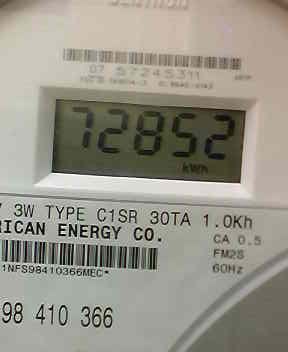 07 57245311
72852
kWh
V 3W TYPE C1SR 30TA 1.0Kh
RICAN ENERGY CO.
CA 0.5
FM2S
60Hz
1NFS98410366MEC*
98 410 366